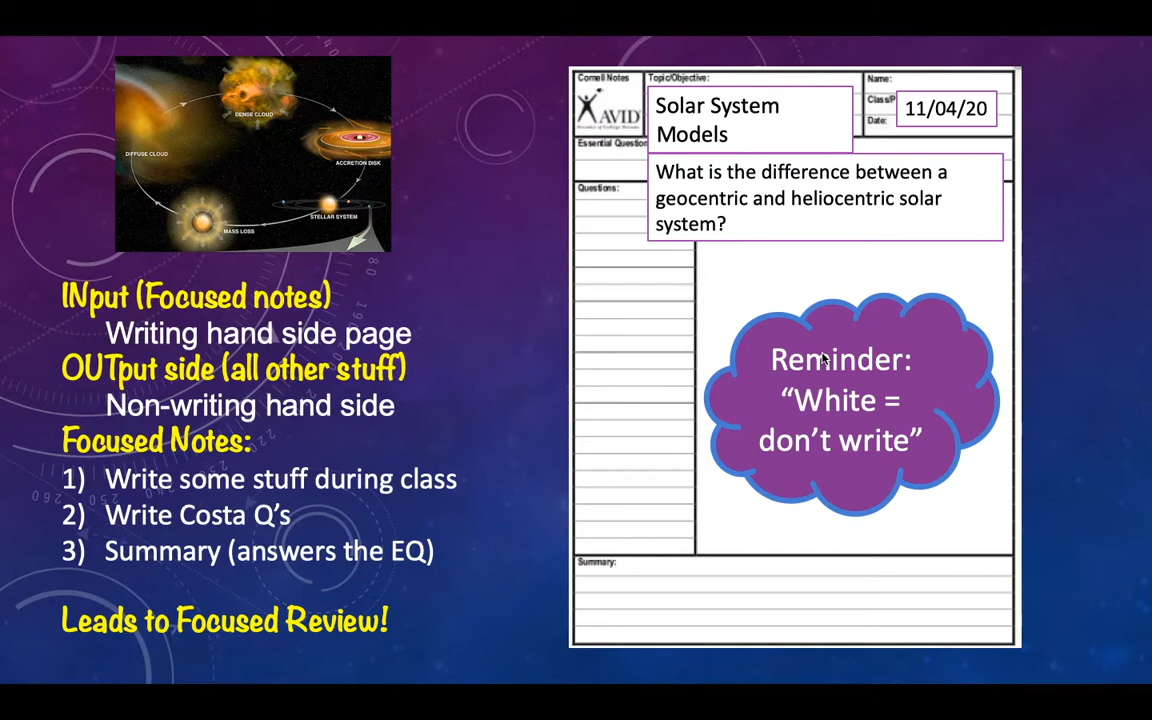 DENSE CLOUD
DIFFUSE CLOUD
ACCRETION DISK
STELLAR SYSTEM
MASS LOSS
INput (Focused notes)
Writing hand side page
OUTput side (all other stuff)
Non-writing hand side
Focused Notes:
1) Write some stuff during class
2) Write Costa Q's
3) Summary (answers the EQ)
Leads to Focused Review!
Cornell Notes
AVID
Topic/Objective:
Solar System
Models
Name:
Class/P
Date:
11/04/20
Essential Question
What is the difference between a
geocentric and heliocentric solar
system?
Questions:
Reminder:
“White =
don’t write”
Summary: